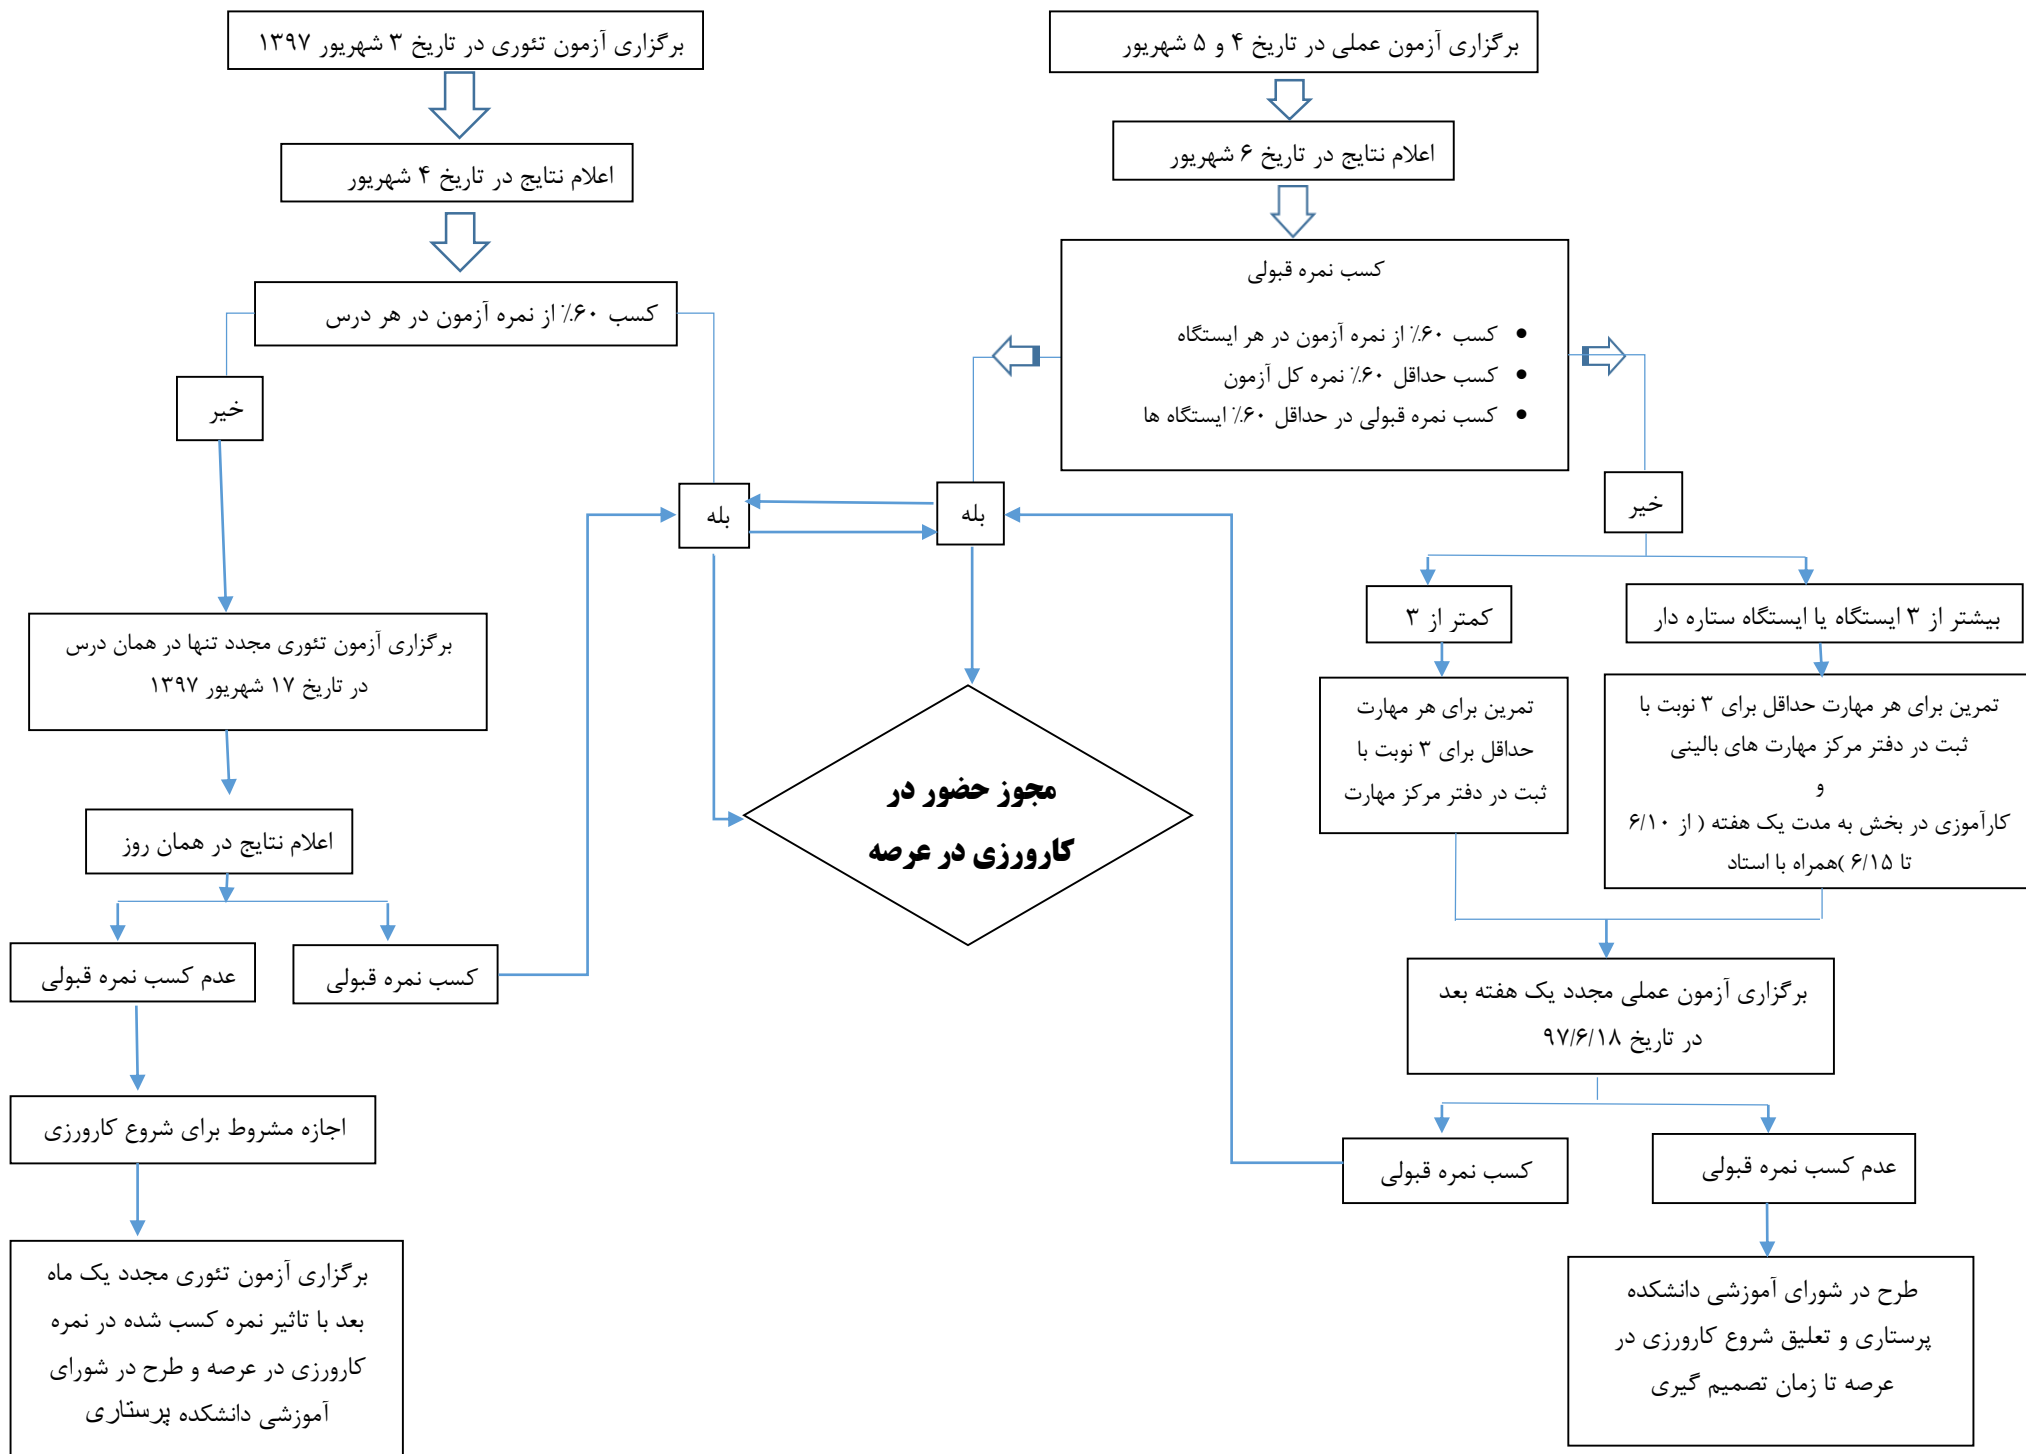 برگزاری آزمون عملی در تاریخ ۴ و ۵ شهریور
اعلام نتایج در تاریخ ۶ شهریور
کسب نمره قبولی
• کسب ۶۰٪ از نمره آزمون در هر ایستگاه
• کسب حداقل ۶۰٪ نمره کل آزمون
• کسب نمره قبولی در حداقل ۶۰٪ ایستگاه ها
بله
خیر
بیشتر از ۳ ایستگاه یا ایستگاه ستاره دار
کمتر از ۳
تمرین برای هر مهارت حداقل برای ۳ نوبت با
ثبت در دفتر مرکز مهارت های بالینی
و
کارآموزی در بخش به مدت یک هفته ( از ۶/۱۰
تا ۶/۱۵ )همراه با استاد
تمرین برای هر مهارت
حداقل برای ۳ نوبت با
ثبت در دفتر مرکز مهارت
برگزاری آزمون عملی مجدد یک هفته بعد
در تاریخ ۹۷/۶/۱۸
عدم کسب نمره قبولی
کسب نمره قبولی
طرح در شورای آموزشی دانشکده
پرستاری و تعلیق شروع کارورزی در
عرصه تا زمان تصمیم گیری
برگزاری آزمون تئوری در تاریخ ۳ شهریور ۱۳۹۷
اعلام نتایج در تاریخ ۴ شهریور
کسب ۶۰٪ از نمره آزمون در هر درس
بله
خیر
برگزاری آزمون تئوری مجدد تنها در همان درس
در تاریخ ۱۷ شهریور ۱۳۹۷
اعلام نتایج در همان روز
کسب نمره قبولی
عدم کسب نمره قبولی
اجازه مشروط برای شروع کارورزی
برگزاری آزمون تئوری مجدد یک ماه
بعد با تاثیر نمره کسب شده در نمره
کارورزی در عرصه و طرح در شورای
آموزشی دانشکده پرستاری
مجوز حضور در
کارورزی در عرصه